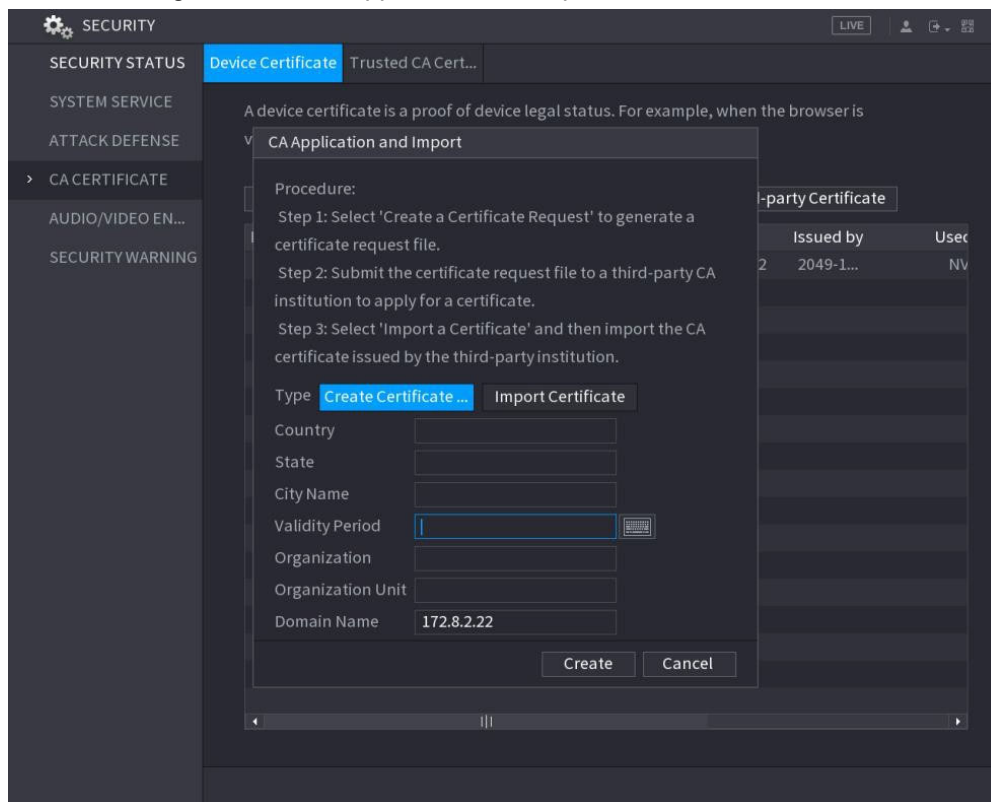 SECURITY
LIVE
SECURITY STATUS
Device Certificate
Trusted CA Cert...
SYSTEM SERVICE
A device certificate is a proof of device legal status. For example, when the browser is
ATTACK DEFENSE
CA Application and Import
CA CERTIFICATE
Procedure:
d-party Certificate
Step 1: Select 'Create a Certificate Request' to generate a
AUDIO/VIDEO EN...
certificate request file.
Issued by
Used
SECURITY WARNING
Step 2: Submit the certificate request file to a third-party CA
2 2049-1...
NV
institution to apply for a certificate.
Step 3: Select 'Import a Certificate' and then import the CA
certificate issued by the third-party institution.
Type Create Certificate ... Import Certificate
Country
State
City Name
Validity Period
Organization
Organization Unit
Domain Name 172.8.2.22
Create Cancel